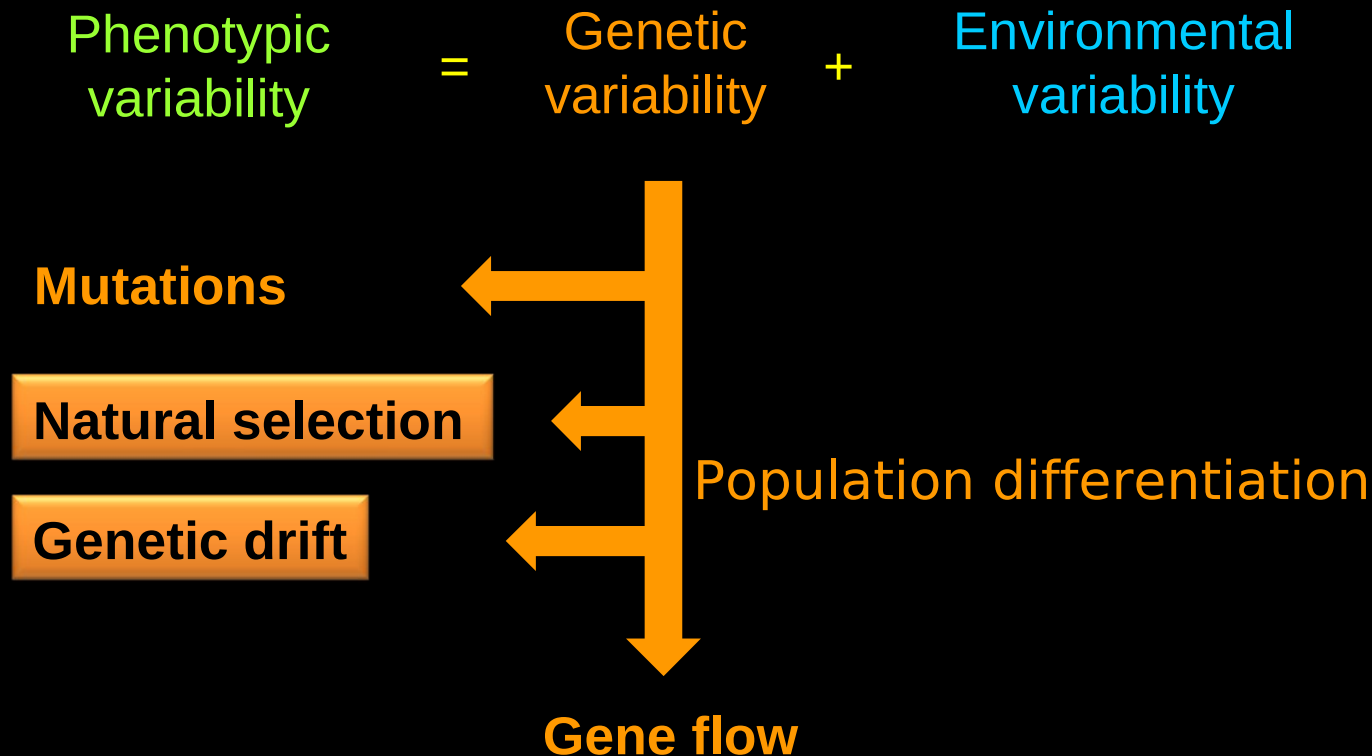 Phenotypic
variability
=
Genetic
variability
+
Environmental
variability
Mutations
Natural selection
Population differentiation
Genetic drift
Gene flow